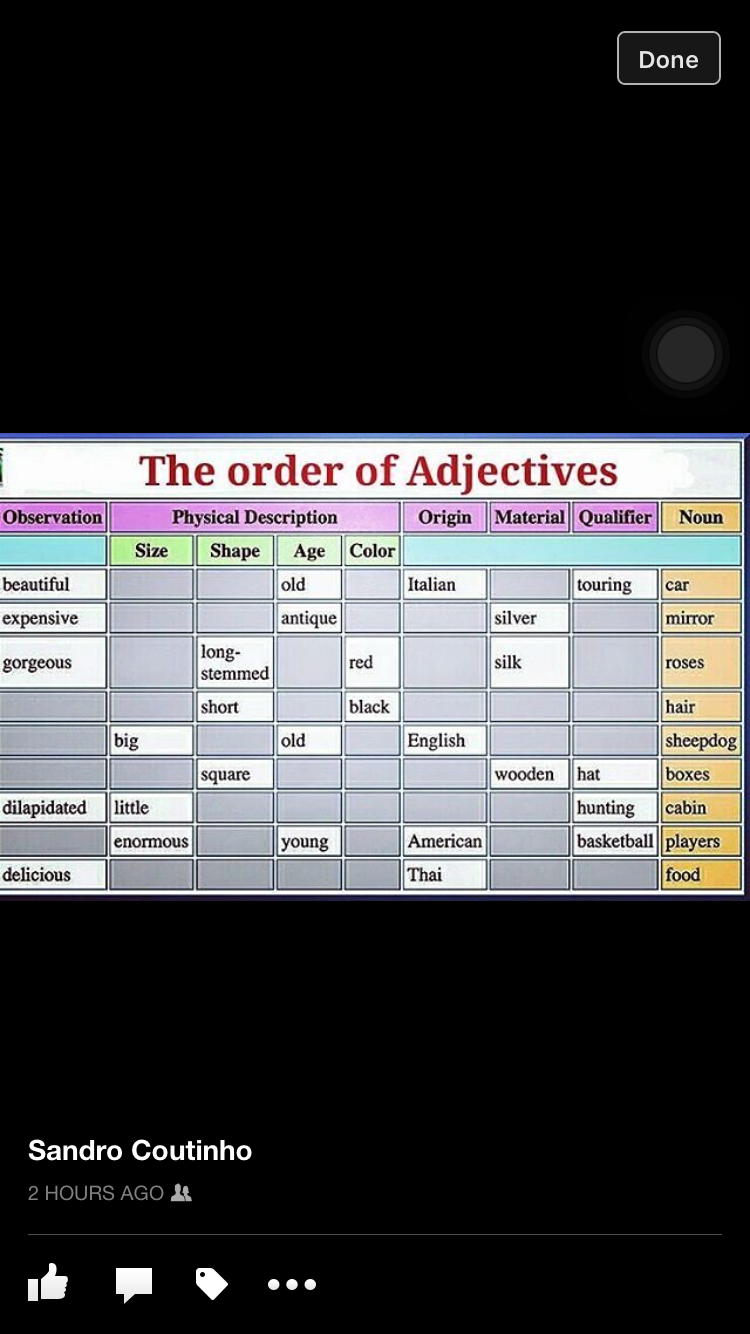 Done
The order of Adjectives
Observation Physical Description Origin Material Qualifier Noun
Size Shape Age Color
beautiful old Italian touring car
expensive antique silver mirror
gorgeous long-stemmed red silk roses
short black hair
big old English sheepdog
square wooden hat boxes
dilapidated little hunting cabin
enormous young American basketball players
delicious Thai food
Sandro Coutinho
2 HOURS AGO